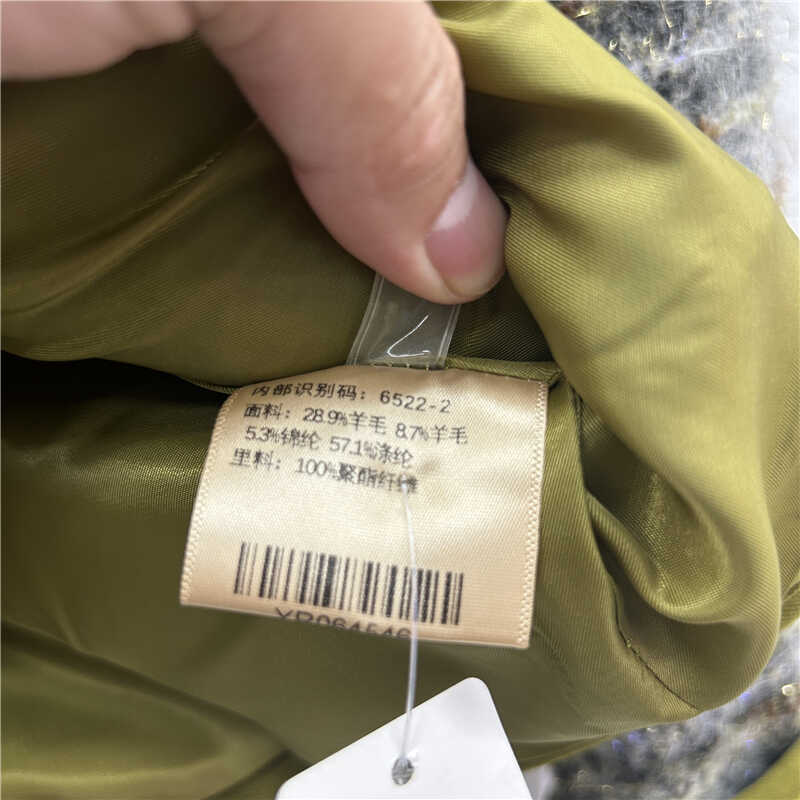 内部识别码: 6522-2
面料: 28.9%羊毛 8.7%羊毛
5.3%锦纶 57.1%涤纶
里料: 100%聚酯纤维
YR064546